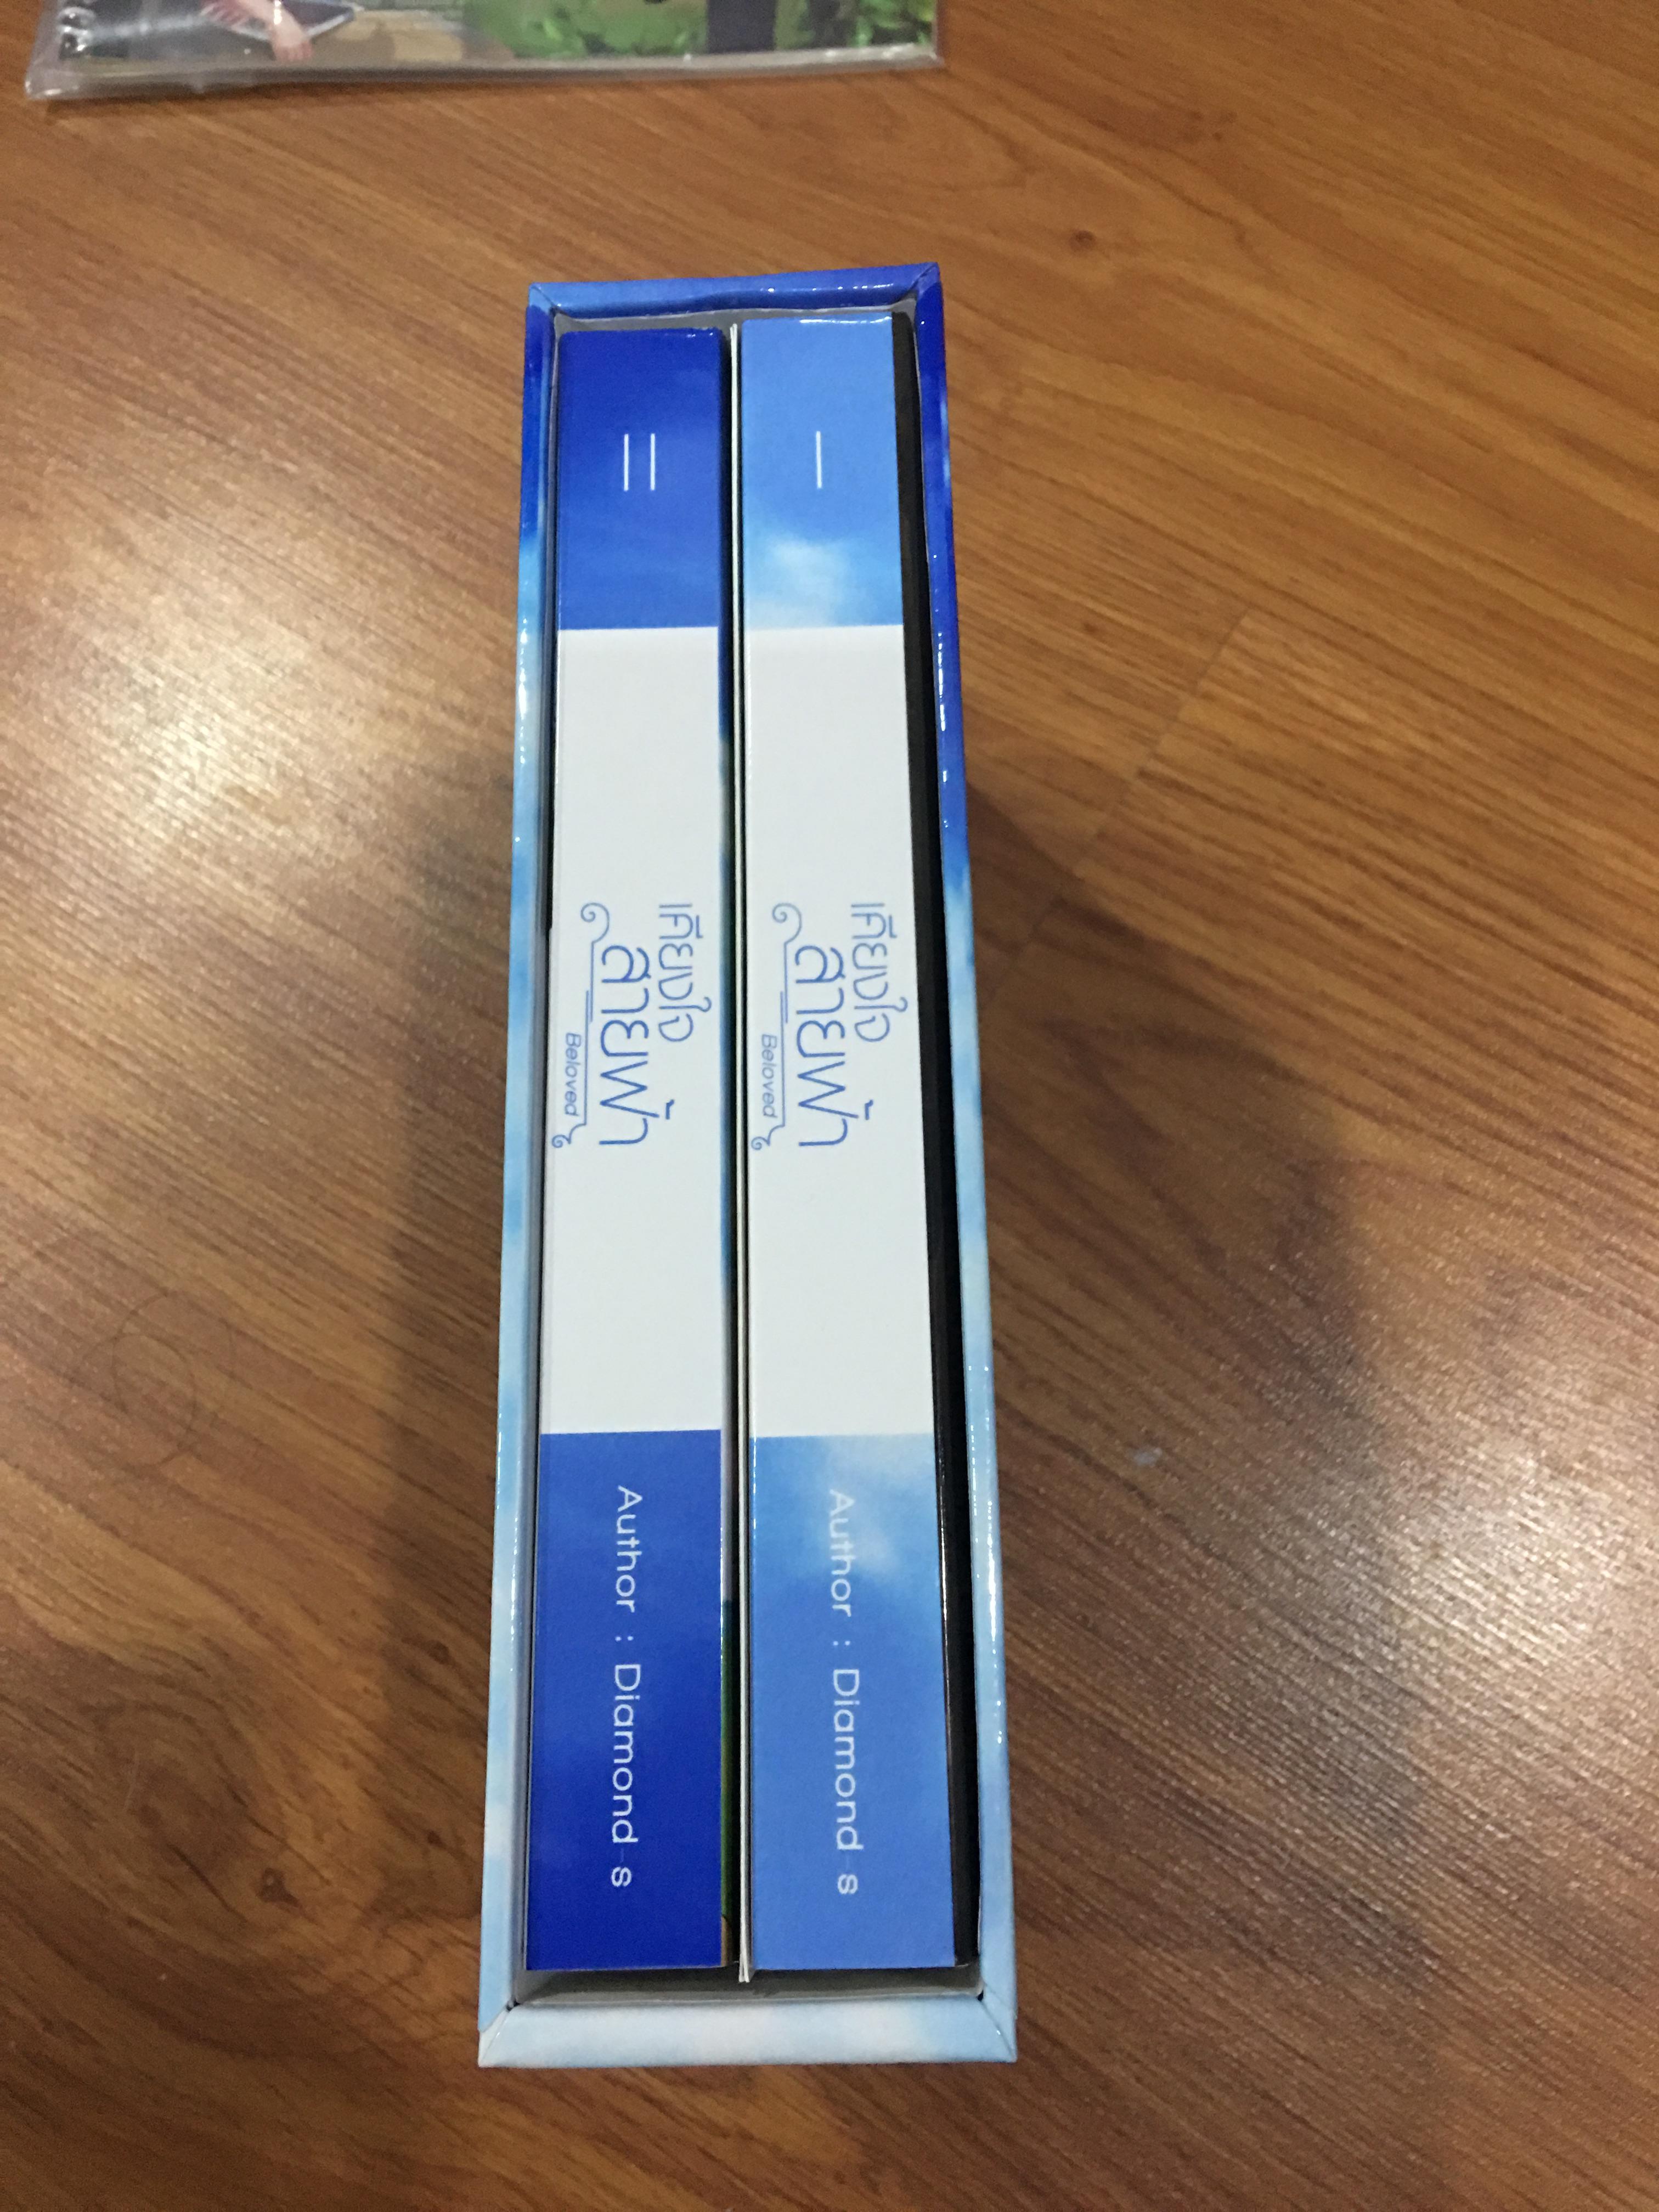 II
เคียงใจ
สายฟ้า
Beloved
Author : Diamond-s
I
เคียงใจ
สายฟ้า
Beloved
Author : Diamond-s